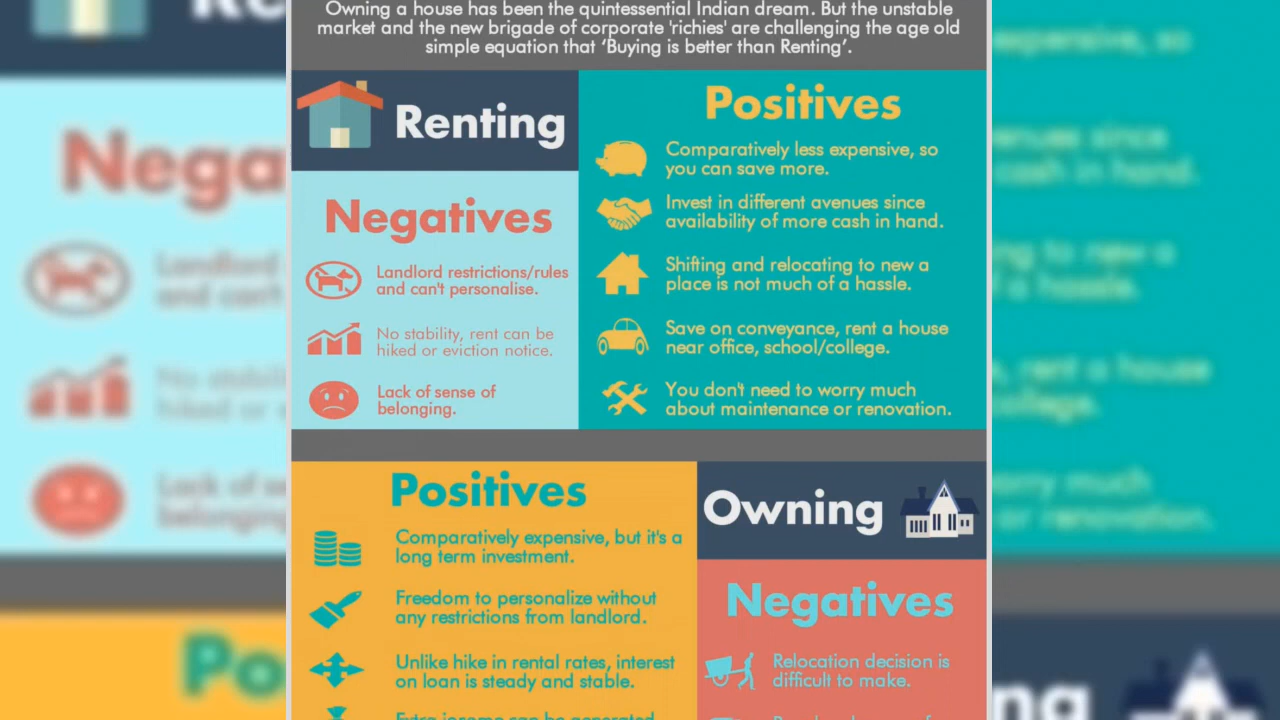 Owning a house has been the quintessential Indian dream. But the unstable
market and the new brigade of corporate 'richies' are challenging the age old
simple equation that ‘Buying is better than Renting’.
Renting
Negatives
Landlord restrictions/rules
and can't personalise.
No stability, rent can be
hiked or eviction notice.
Lack of sense of
belonging.
Positives
Comparatively less expensive, so
you can save more.
Invest in different avenues since
availability of more cash in hand.
Shifting and relocating to new a
place is not much of a hassle.
Save on conveyance, rent a house
near office, school/college.
You don't need to worry much
about maintenance or renovation.
Positives
Comparatively expensive, but it's a
long term investment.
Freedom to personalize without
any restrictions from landlord.
Unlike hike in rental rates, interest
on loan is steady and stable.
Extra income can be generated
Owning
Negatives
Relocation decision is
difficult to make.